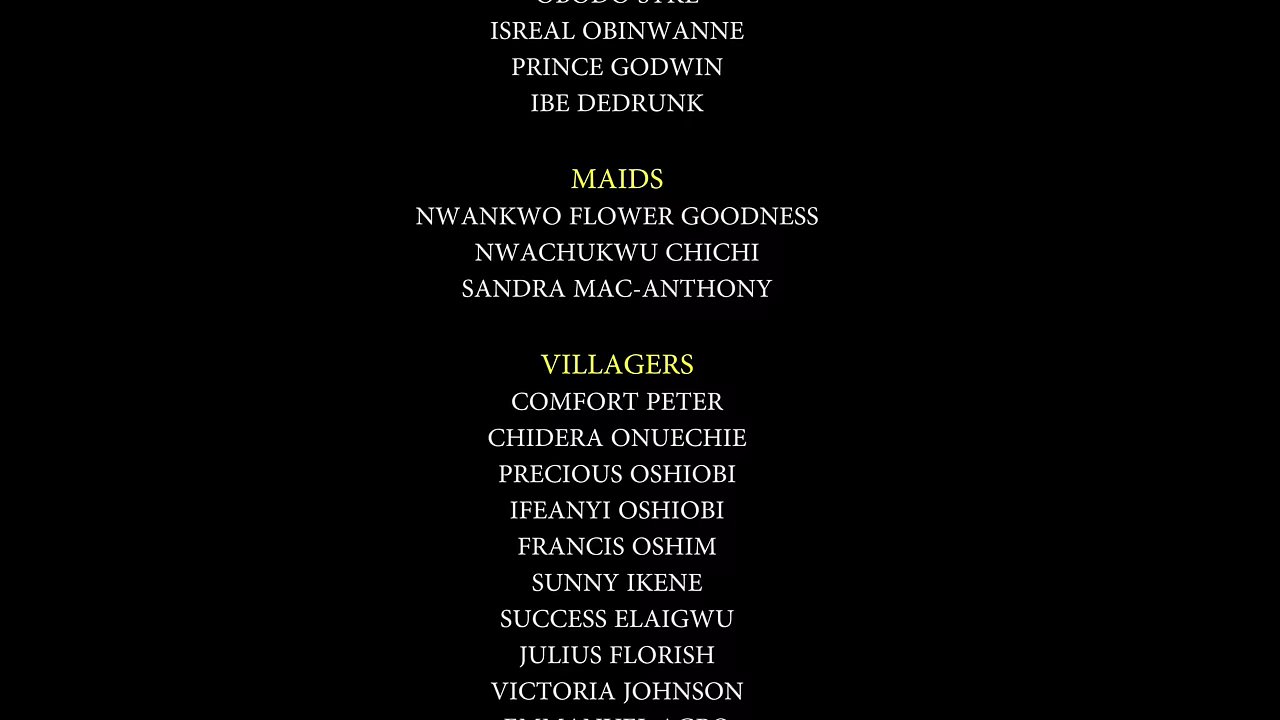 ISREAL OBINWANNE
PRINCE GODWIN
IBE DEDRUNK
MAIDS
NWANKWO FLOWER GOODNESS
NWACHUKWU CHICHI
SANDRA MAC-ANTHONY
VILLAGERS
COMFORT PETER
CHIDERA ONUECHIE
PRECIOUS OSHIOBI
IFEANYI OSHIOBI
FRANCIS OSHIM
SUNNY IKENE
SUCCESS ELAIGWU
JULIUS FLORISH
VICTORIA JOHNSON